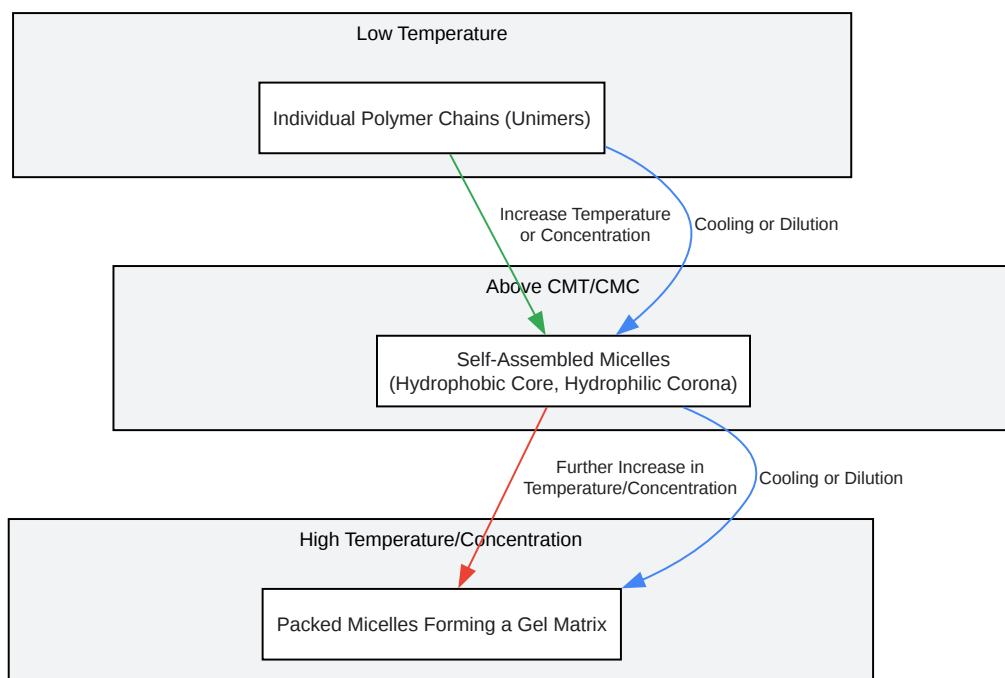 Low Temperature
Individual Polymer Chains (Unimers)
Increase Temperature
or Concentration
Cooling or Dilution
Above CMT/CMC
Self-Assembled Micelles
(Hydrophobic Core, Hydrophilic Corona)
Further Increase in
Temperature/Concentration
Cooling or Dilution
High Temperature/Concentration
Packed Micelles Forming a Gel Matrix